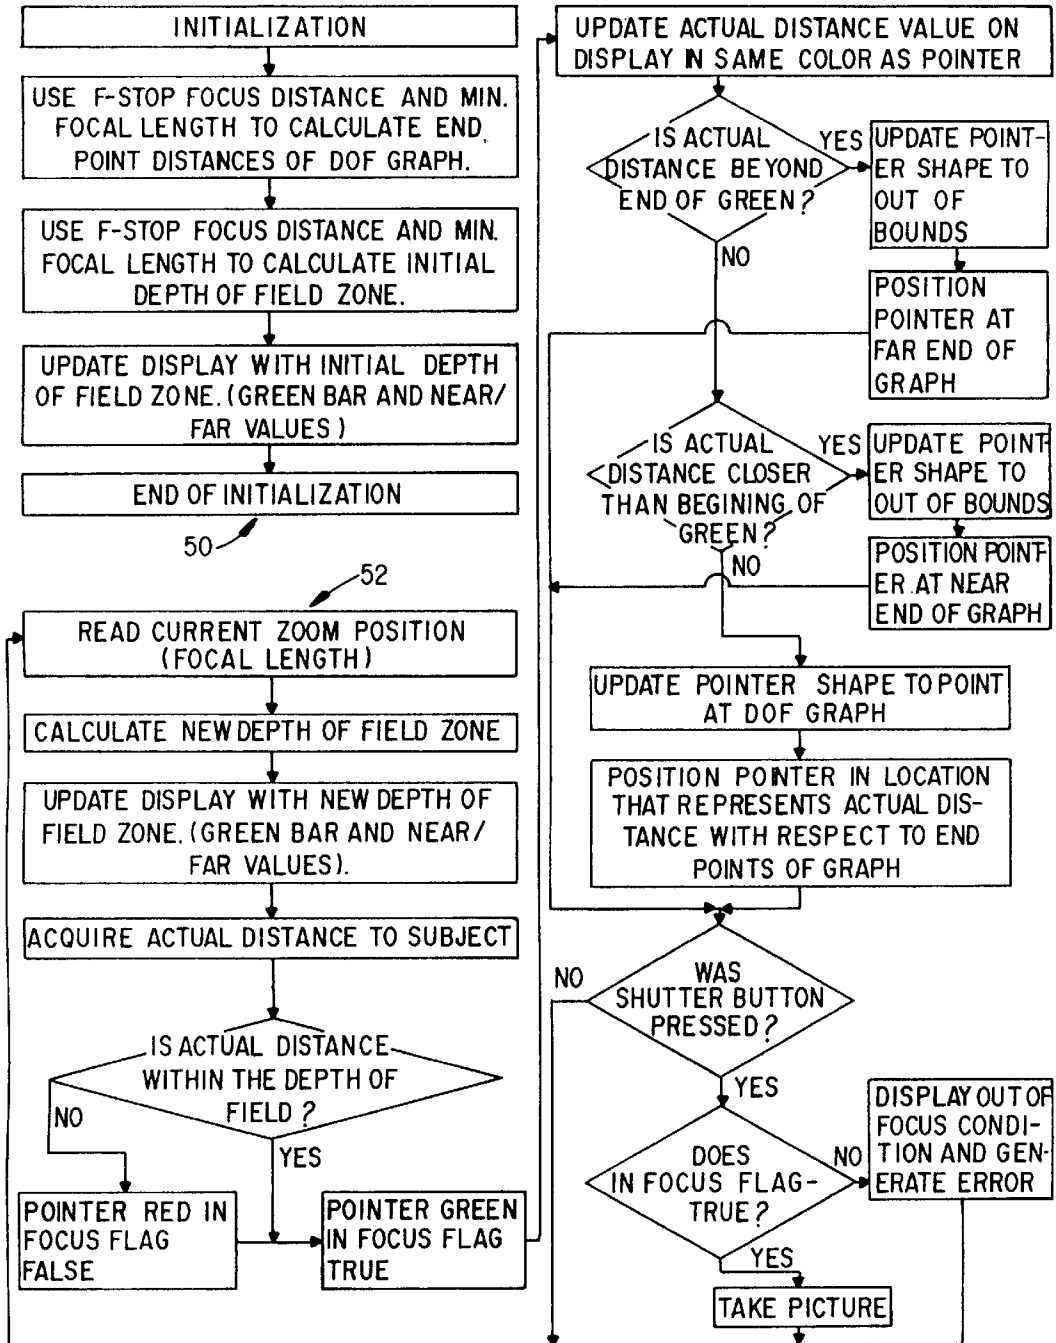 INITIALIZATION
USE F-STOP FOCUS DISTANCE AND MIN.
FOCAL LENGTH TO CALCULATE END
POINT DISTANCES OF DOF GRAPH.
USE F-STOP FOCUS DISTANCE AND MIN.
FOCAL LENGTH TO CALCULATE INITIAL
DEPTH OF FIELD ZONE.
UPDATE DISPLAY WITH INITIAL DEPTH
OF FIELD ZONE. (GREEN BAR AND NEAR/
FAR VALUES)
END OF INITIALIZATION
50
52
READ CURRENT ZOOM POSITION
(FOCAL LENGTH)
CALCULATE NEW DEPTH OF FIELD ZONE
UPDATE DISPLAY WITH NEW DEPTH OF
FIELD ZONE. (GREEN BAR AND NEAR/
FAR VALUES).
ACQUIRE ACTUAL DISTANCE TO SUBJECT
IS ACTUAL DISTANCE
WITHIN THE DEPTH OF
FIELD?
NO
YES
POINTER RED IN
FOCUS FLAG
FALSE
POINTER GREEN
IN FOCUS FLAG
TRUE
UPDATE ACTUAL DISTANCE VALUE ON
DISPLAY IN SAME COLOR AS POINTER
IS ACTUAL
DISTANCE BEYOND
END OF GREEN?
YES
NO
UPDATE POINT-
ER SHAPE TO
OUT OF
BOUNDS
POSITION
POINTER AT
FAR END OF
GRAPH
IS ACTUAL
DISTANCE CLOSER
THAN BEGINING OF
GREEN?
YES
NO
UPDATE POINT-
ER SHAPE TO
OUT OF BOUNDS
POSITION POINT-
ER AT NEAR
END OF GRAPH
UPDATE POINTER SHAPE TO POINT
AT DOF GRAPH
POSITION POINTER IN LOCATION
THAT REPRESENTS ACTUAL DIS-
TANCE WITH RESPECT TO END
POINTS OF GRAPH
WAS
SHUTTER BUTTON
PRESSED?
NO
YES
DOES
IN FOCUS FLAG-
TRUE?
NO
YES
DISPLAY OUT OF
FOCUS CONDI-
TION AND GEN-
ERATE ERROR
TAKE PICTURE